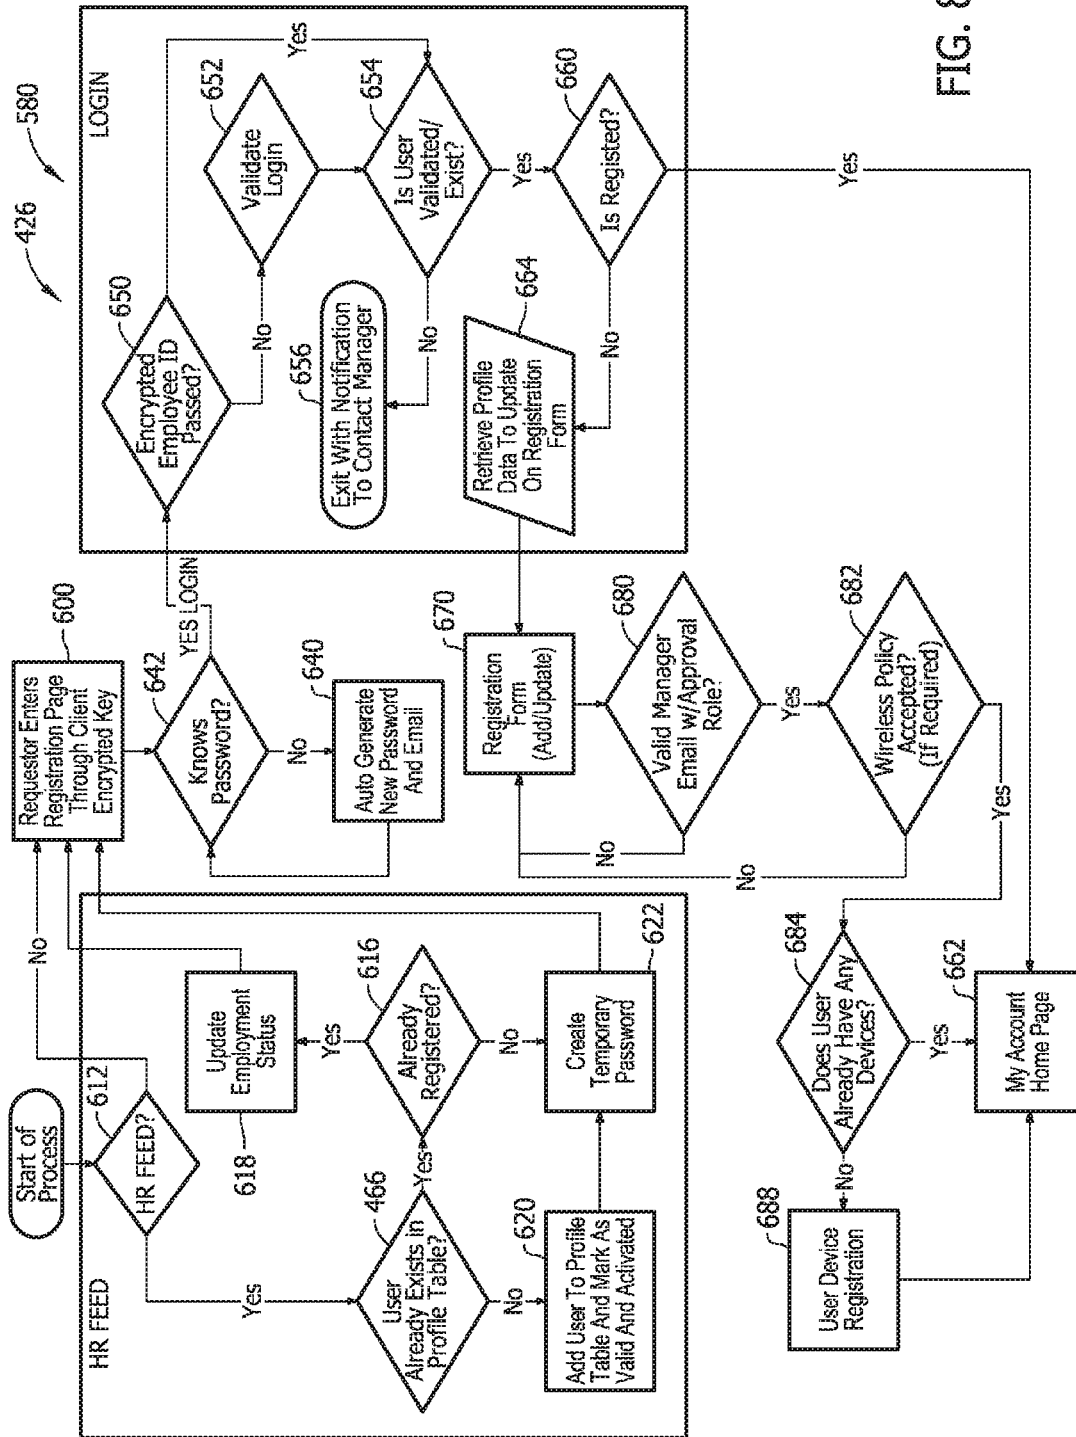 426
580
Start of
Process
612
HR FEED?
No
Yes
HR FEED
466
User
Already Exists in
Profile Table?
Yes
No
616
Already
Registered?
Yes
No
Update
Employment
Status
618
620
Add User To Profile
Table And Mark As
Valid And Activated
622
Create
Temporary
Password
600
Requestor Enters
Registration Page
Through Client
Encrypted Key
642
Knows
Password?
YES LOGIN
No
640
Auto Generate
New Password
And Email
LOGIN
650
Encrypted
Employee ID
Passed?
Yes
No
652
Validate
Login
654
Is User
Validated/
Exist?
No
Yes
656
Exit With Notification
To Contact Manager
660
Is Registed?
No
Yes
664
Retrieve Profile
Data To Update
On Registration
Form
670
Registration
Form
(Add/Update)
680
Valid Manager
Email w/Approval
Role?
No
Yes
682
Wireless Policy
Accepted?
(If Required)
No
Yes
684
Does User
Already Have Any
Devices?
No
Yes
688
User Device
Registration
662
My Account
Home Page
FIG. 8